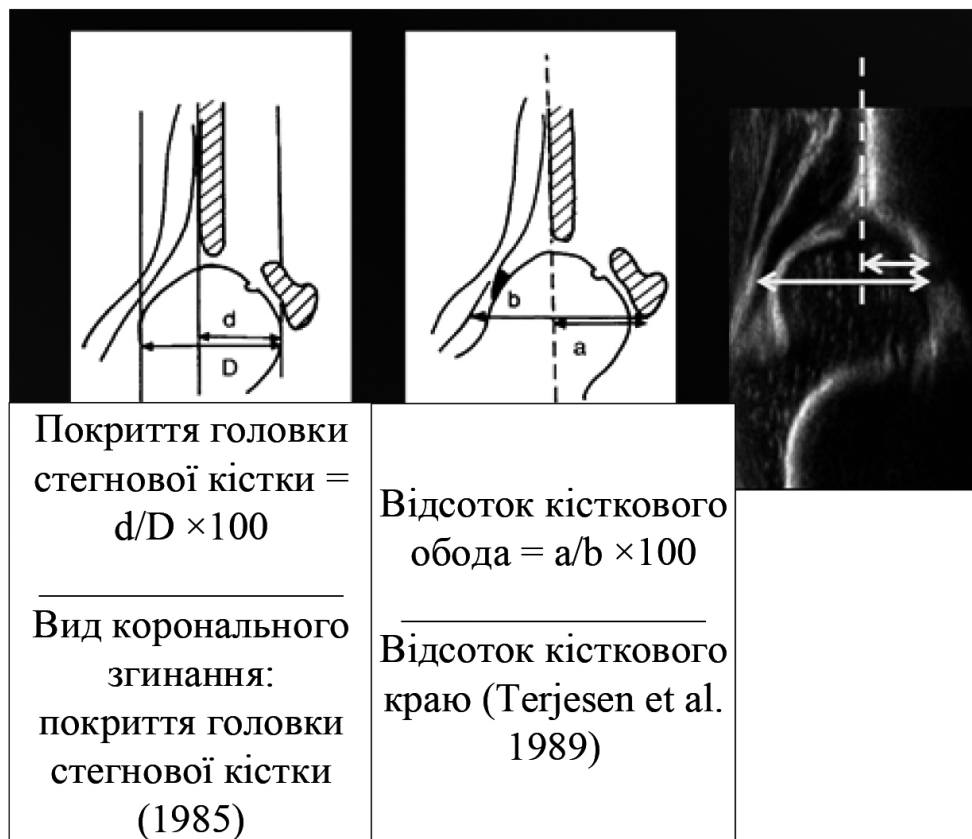 d
D
b
a
Покриття головки
стегнової кістки =
d/D ×100
Вид коронального
згинання:
покриття головки
стегнової кістки
(1985)
Відсоток кісткового
обода = a/b ×100
Відсоток кісткового
краю (Terjesen et al.
1989)